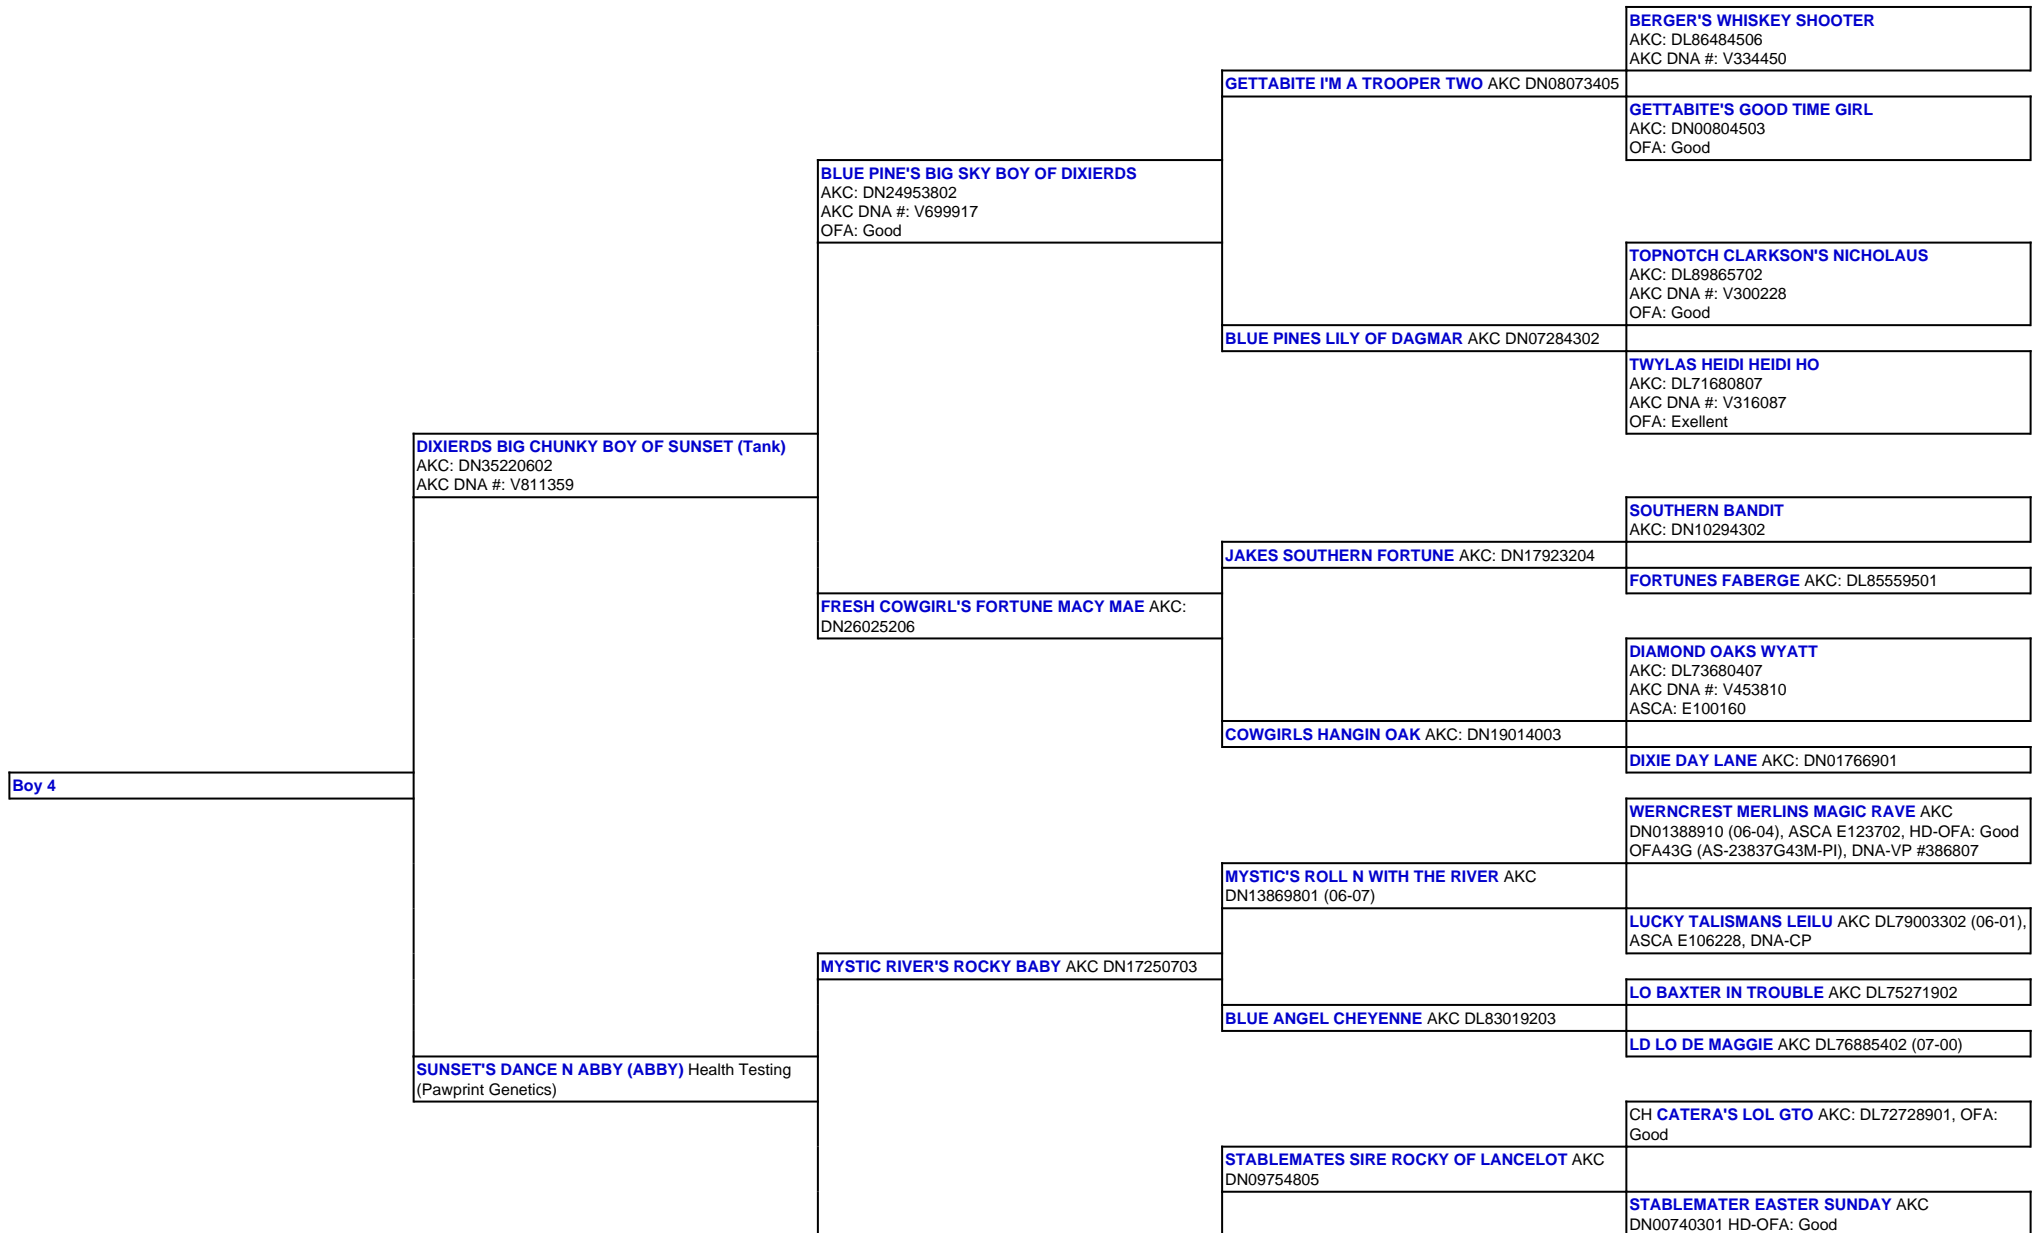 BERGER'S WHISKEY SHOOTER
AKC: DL86484506
AKC DNA #: V334450
GETTABITE I'M A TROOPER TWO AKC DN08073405
GETTABITE'S GOOD TIME GIRL
AKC: DN00804503
OFA: Good
BLUE PINE'S BIG SKY BOY OF DIXIERDS
AKC: DN24953802
AKC DNA #: V699917
OFA: Good
TOPNOTCH CLARKSON'S NICHOLAUS
AKC: DL89865702
AKC DNA #: V300228
OFA: Good
BLUE PINES LILY OF DAGMAR AKC DN07284302
TWYLAS HEIDI HEIDI HO
AKC: DL71680807
AKC DNA #: V316087
OFA: Exellent
DIXIERDS BIG CHUNKY BOY OF SUNSET (Tank)
AKC: DN35220602
AKC DNA #: V811359
SOUTHERN BANDIT
AKC: DN10294302
JAKES SOUTHERN FORTUNE AKC: DN17923204
FORTUNES FABERGE AKC: DL85559501
FRESH COWGIRL'S FORTUNE MACY MAE AKC:
DN26025206
DIAMOND OAKS WYATT
AKC: DL73680407
AKC DNA #: V453810
ASCA: E100160
COWGIRLS HANGIN OAK AKC: DN19014003
DIXIE DAY LANE AKC: DN01766901
Boy 4
WERNCREST MERLINS MAGIC RAVE AKC
DN01388910 (06-04), ASCA E123702, HD-OFA: Good
OFA43G (AS-23837G43M-PI), DNA-VP #386807
MYSTIC'S ROLL N WITH THE RIVER AKC
DN13869801 (06-07)
LUCKY TALISMANS LEILU AKC DL79003302 (06-01),
ASCA E106228, DNA-CP
MYSTIC RIVER'S ROCKY BABY AKC DN17250703
LO BAXTER IN TROUBLE AKC DL75271902
BLUE ANGEL CHEYENNE AKC DL83019203
LD LO DE MAGGIE AKC DL76885402 (07-00)
SUNSET'S DANCE N ABBY (ABBY) Health Testing
(Pawprint Genetics)
CH CATERA'S LOL GTO AKC: DL72728901, OFA:
Good
STABLEMATES SIRE ROCKY OF LANCELOT AKC
DN09754805
STABLEMATER EASTER SUNDAY AKC
DN00740301 HD-OFA: Good